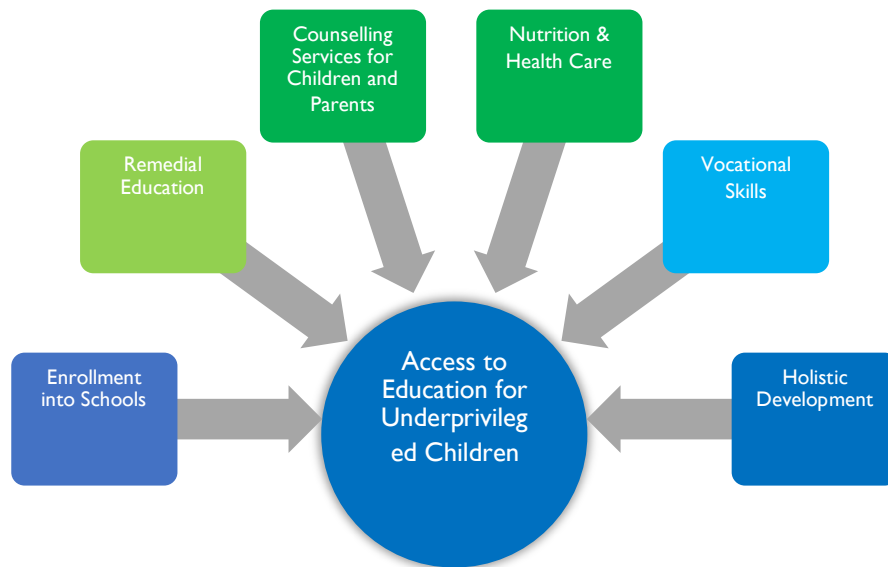 Counselling
Services for
Children and
Parents
Nutrition &
Health Care
Remedial
Education
Vocational
Skills
Enrollment
into Schools
Access to
Education for
Underprivileg
ed Children
Holistic
Development